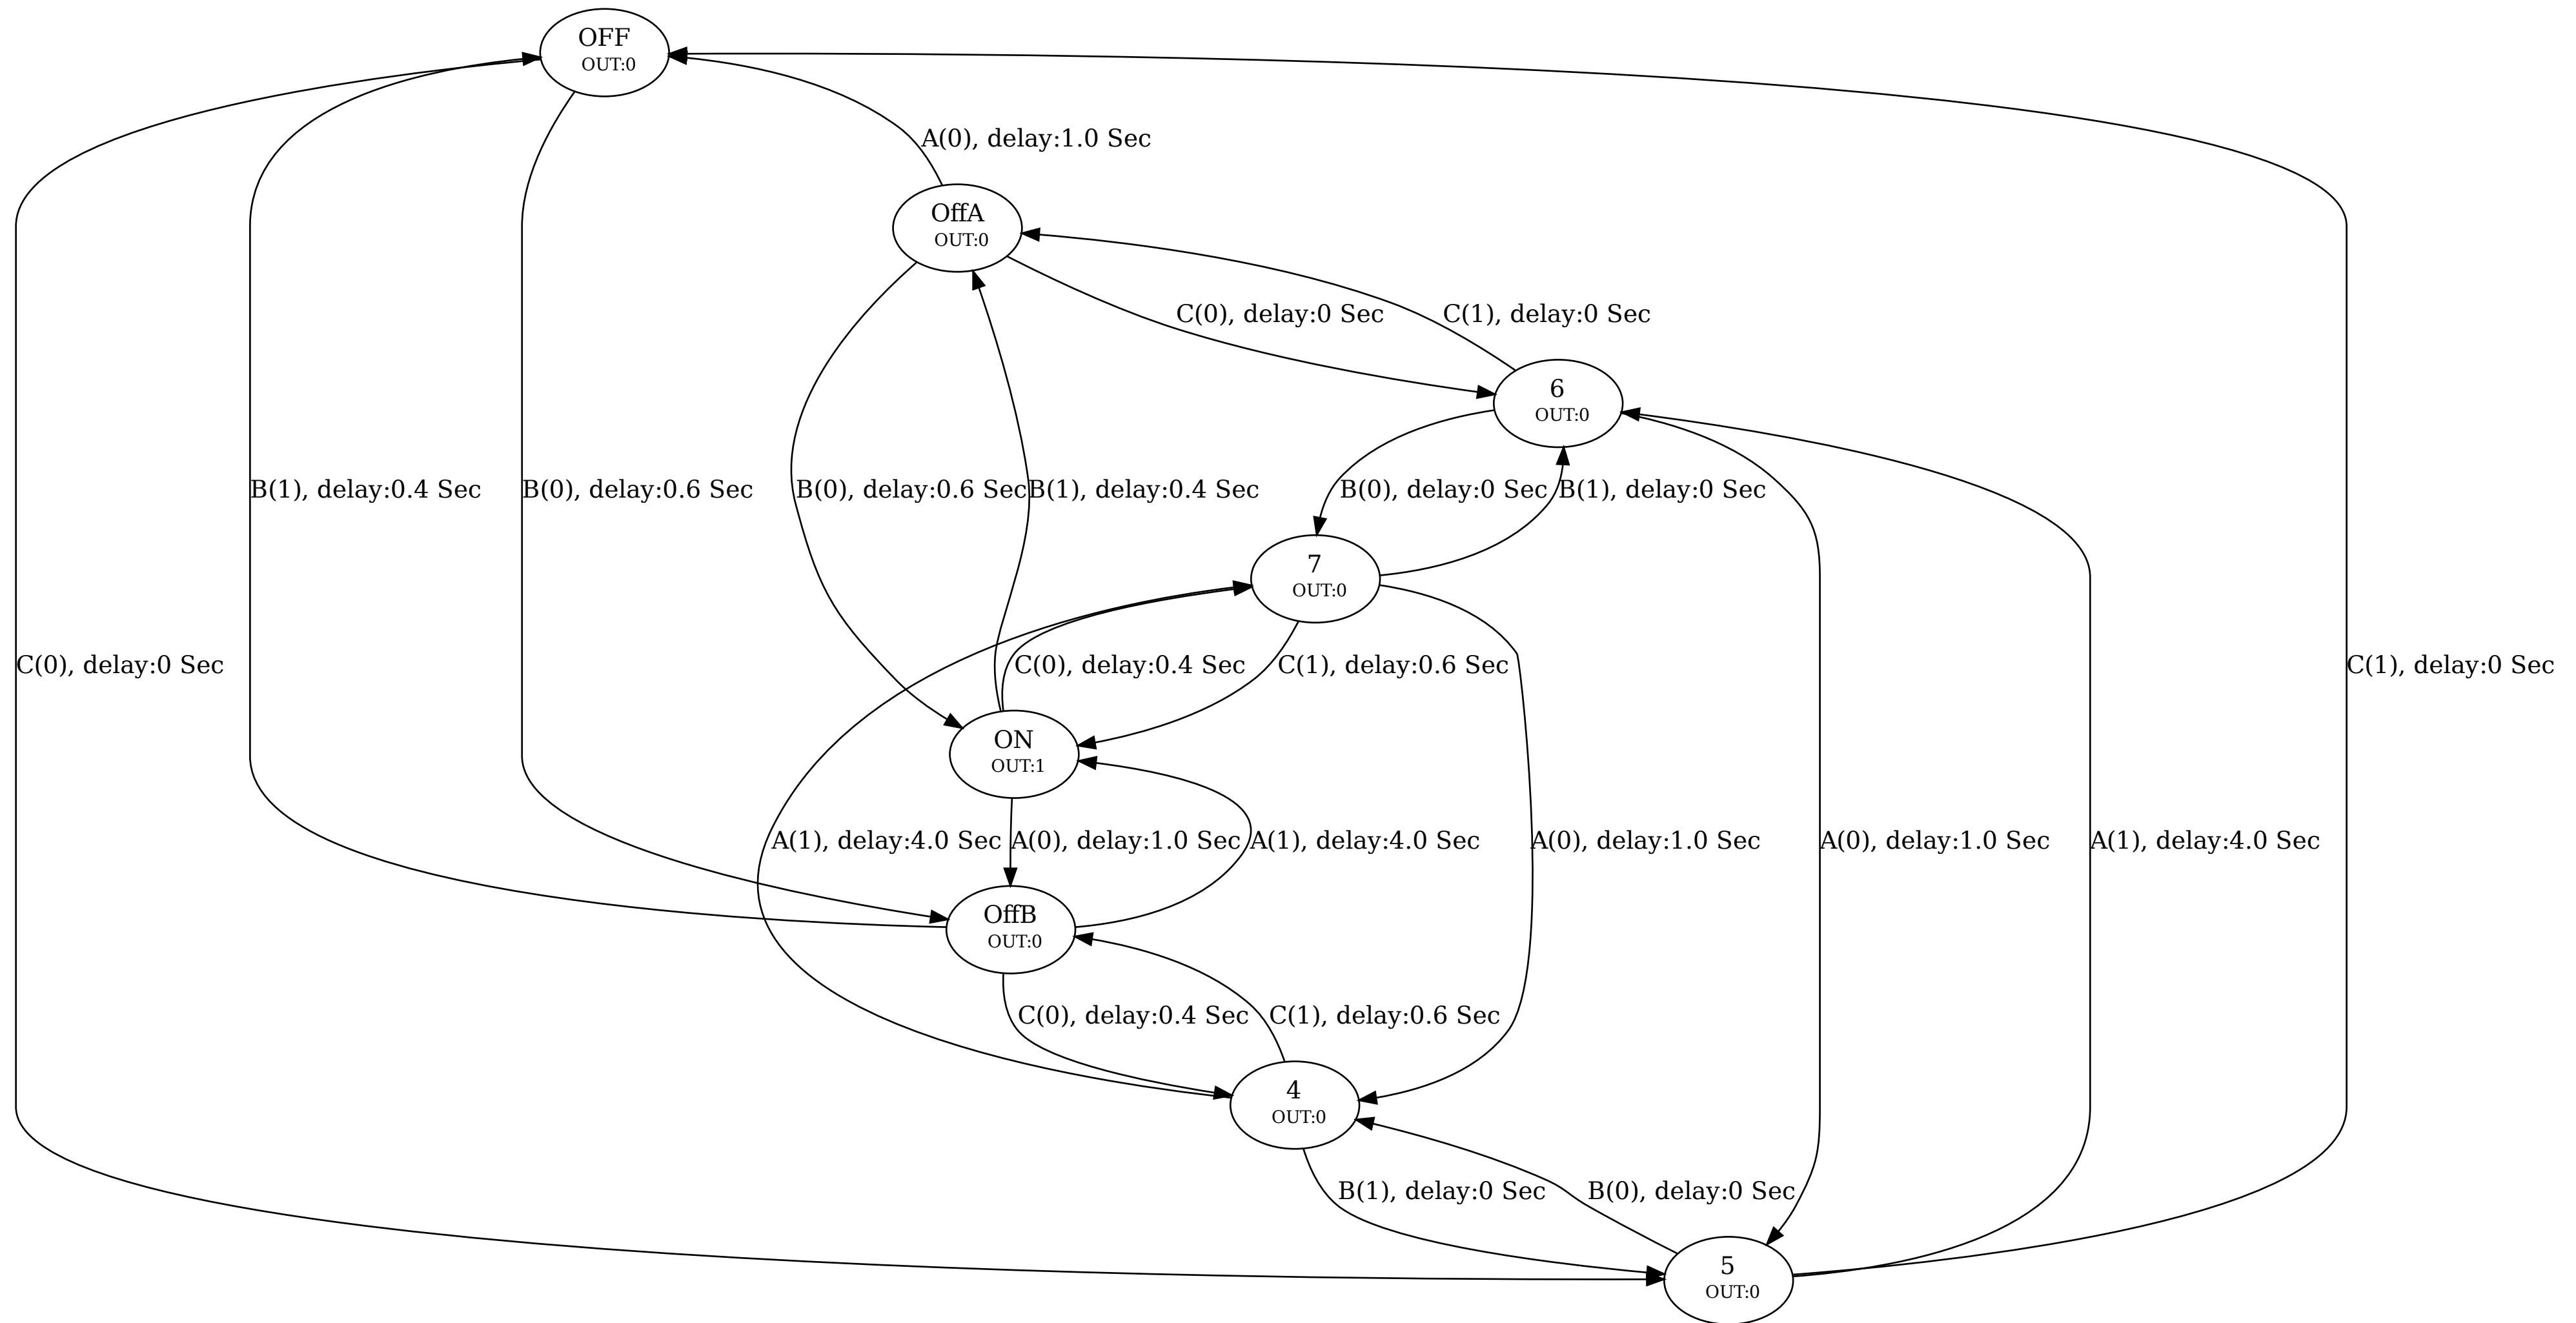 OFF
OUT:0
A(0), delay:1.0 Sec
OffA
OUT:0
C(0), delay:0 Sec
C(1), delay:0 Sec
6
OUT:0
B(1), delay:0.4 Sec
B(0), delay:0.6 Sec
B(0), delay:0.6 Sec
B(1), delay:0.4 Sec
B(0), delay:0 Sec
B(1), delay:0 Sec
7
OUT:0
C(0), delay:0 Sec
C(0), delay:0.4 Sec
C(1), delay:0.6 Sec
C(1), delay:0 Sec
ON
OUT:1
A(1), delay:4.0 Sec
A(0), delay:1.0 Sec
A(1), delay:4.0 Sec
A(0), delay:1.0 Sec
A(0), delay:1.0 Sec
A(1), delay:4.0 Sec
OffB
OUT:0
C(0), delay:0.4 Sec
C(1), delay:0.6 Sec
4
OUT:0
B(1), delay:0 Sec
B(0), delay:0 Sec
5
OUT:0